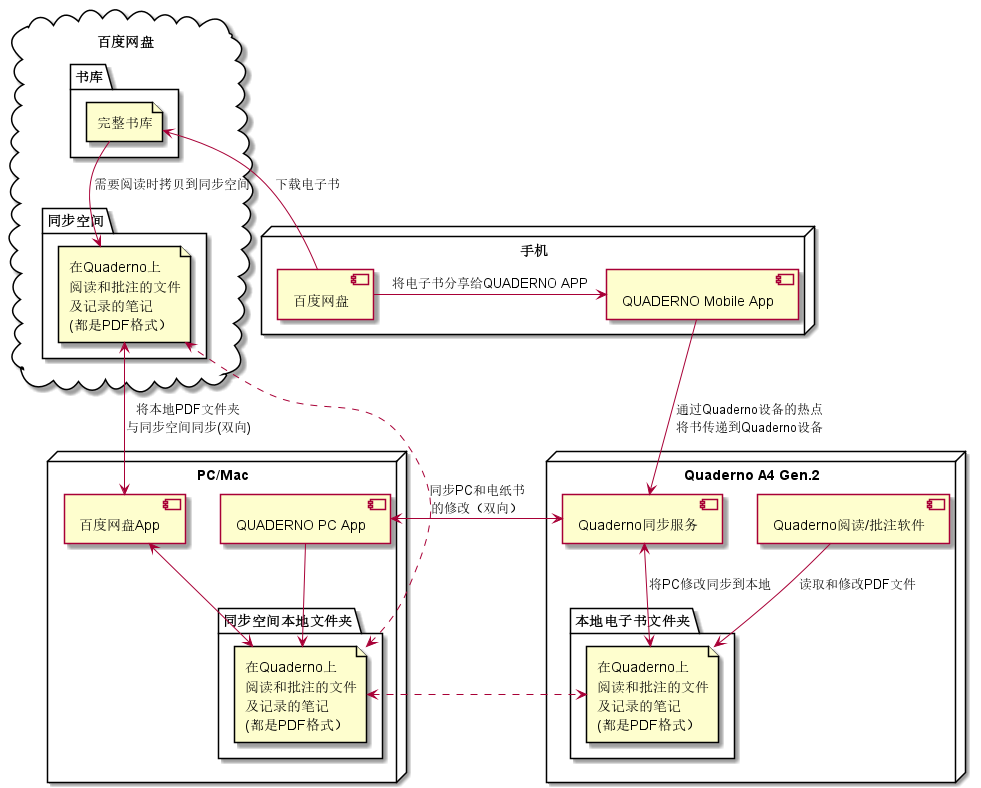 百度网盘
书库
完整书库
需要阅读时拷贝到同步空间
下载电子书
同步空间
在Quaderno上
阅读和批注的文件
及记录的笔记
(都是PDF格式）
手机
百度网盘
将电子书分享给QUADERNO APP
QUADERNO Mobile App
将本地PDF文件夹
与同步空间同步(双向)
通过Quaderno设备的热点
将书传递到Quaderno设备
PC/Mac
百度网盘App
QUADERNO PC App
同步PC和电纸书
的修改（双向）
Quaderno A4 Gen.2
Quaderno同步服务
Quaderno阅读/批注软件
将PC修改同步到本地
读取和修改PDF文件
同步空间本地文件夹
在Quaderno上
阅读和批注的文件
及记录的笔记
(都是PDF格式）
本地电子书文件夹
在Quaderno上
阅读和批注的文件
及记录的笔记
(都是PDF格式）